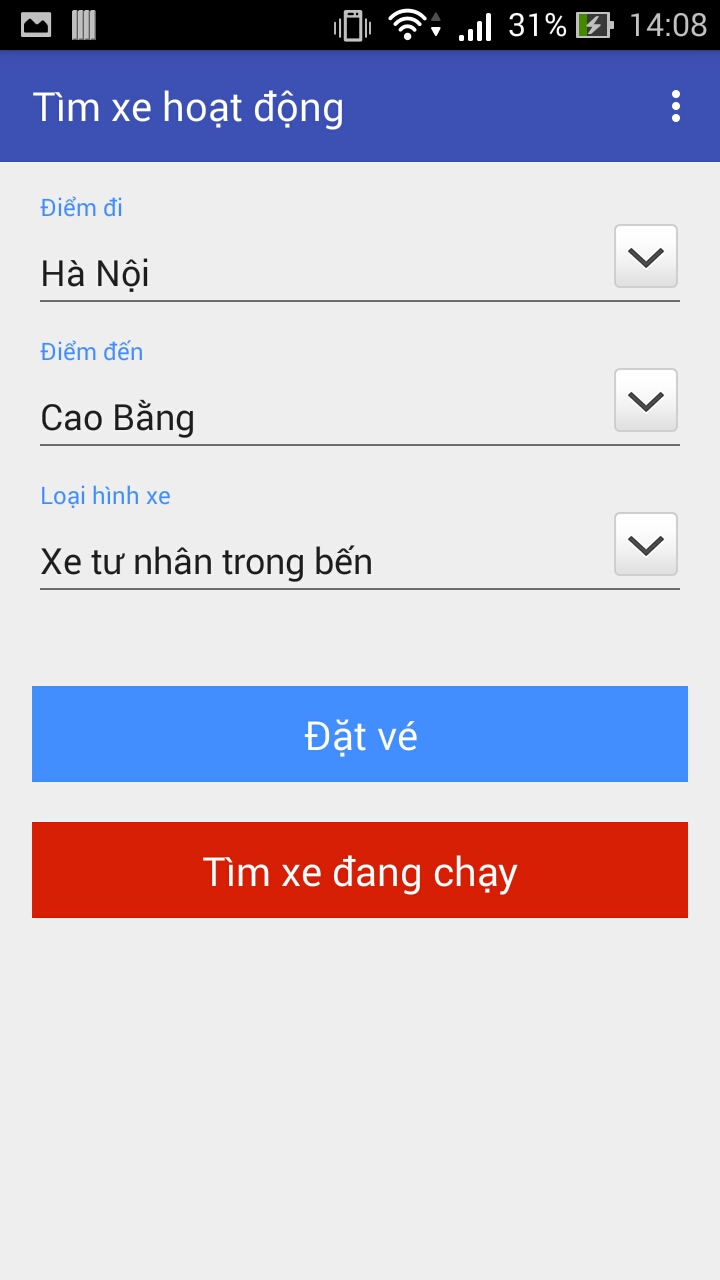 31% 14:08
Tìm xe hoạt động
Điểm đi
Hà Nội
Điểm đến
Cao Bằng
Loại hình xe
Xe tư nhân trong bến
Đặt vé
Tìm xe đang chạy